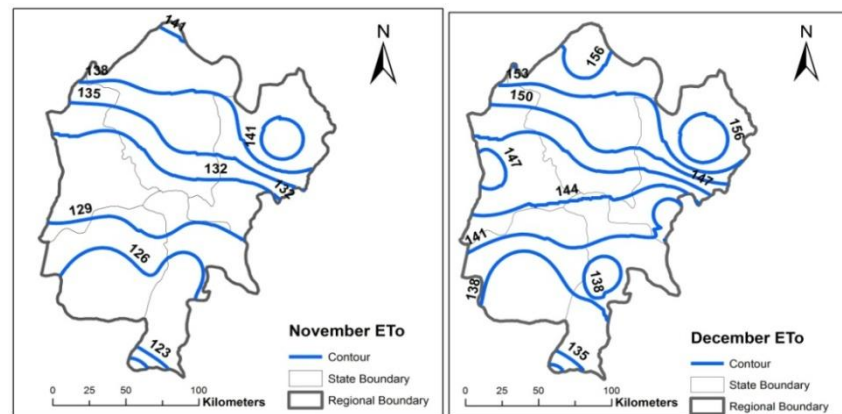 141
N
138
135
141
132
132
129
126
123
November ETo
Contour
State Boundary
Regional Boundary
0 25 50 100
Kilometers
156
N
153
150
156
147
147
144
141
138
138
135
December ETo
Contour
State Boundary
Regional Boundary
0 25 50 100
Kilometers